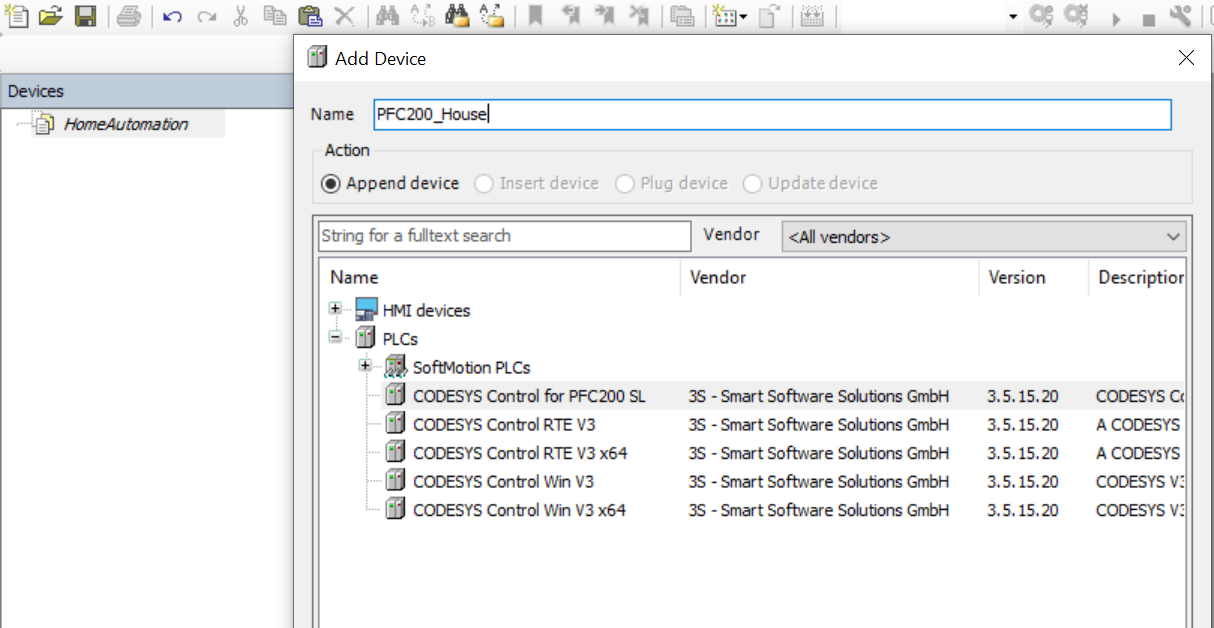 Add Device
Devices
HomeAutomation
Name PFC200_House
Action
Append device Insert device Plug device Update device
String for a fulltext search Vendor <All vendors>
Name Vendor Version Description
HMI devices
PLCs
SoftMotion PLCs
CODESYS Control for PFC200 SL 3S - Smart Software Solutions GmbH 3.5.15.20 CODESYS Co
CODESYS Control RTE V3 3S - Smart Software Solutions GmbH 3.5.15.20 A CODESYS
CODESYS Control RTE V3 x64 3S - Smart Software Solutions GmbH 3.5.15.20 A CODESYS
CODESYS Control Win V3 3S - Smart Software Solutions GmbH 3.5.15.20 CODESYS V3
CODESYS Control Win V3 x64 3S - Smart Software Solutions GmbH 3.5.15.20 CODESYS V3